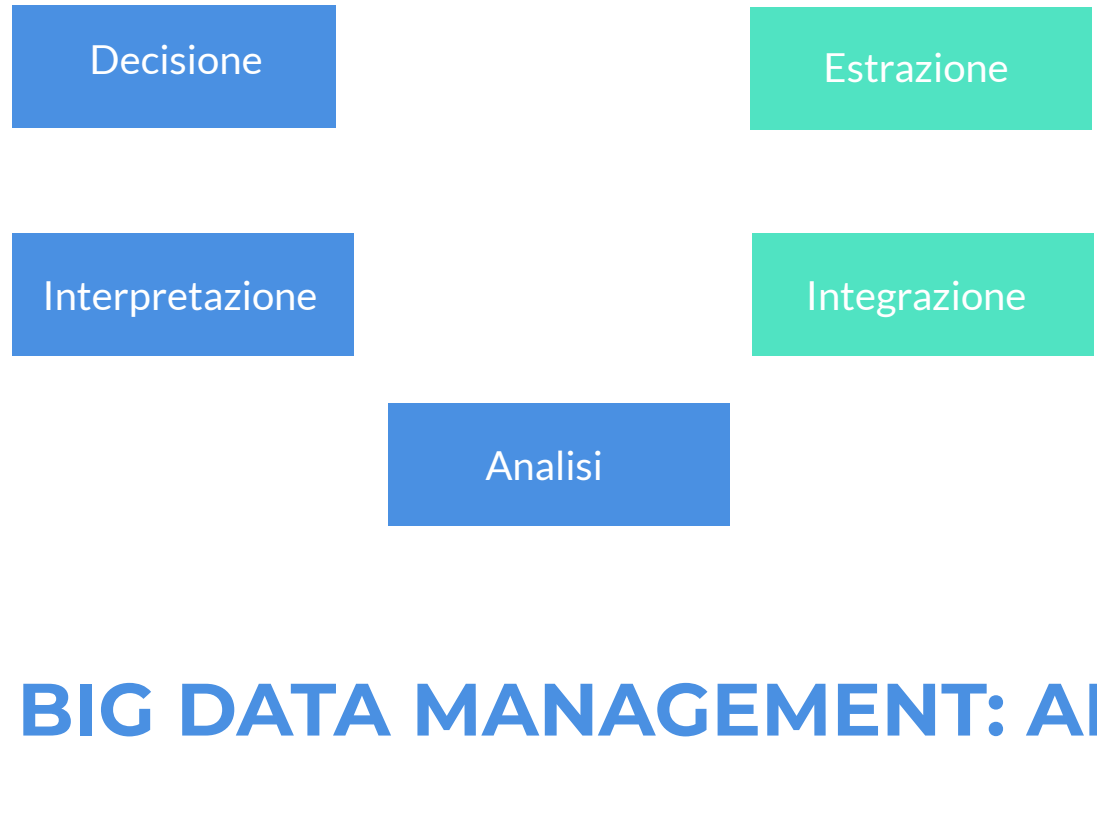 Decisione
Estrazione
Interpretazione
Integrazione
Analisi
BIG DATA MANAGEMENT: